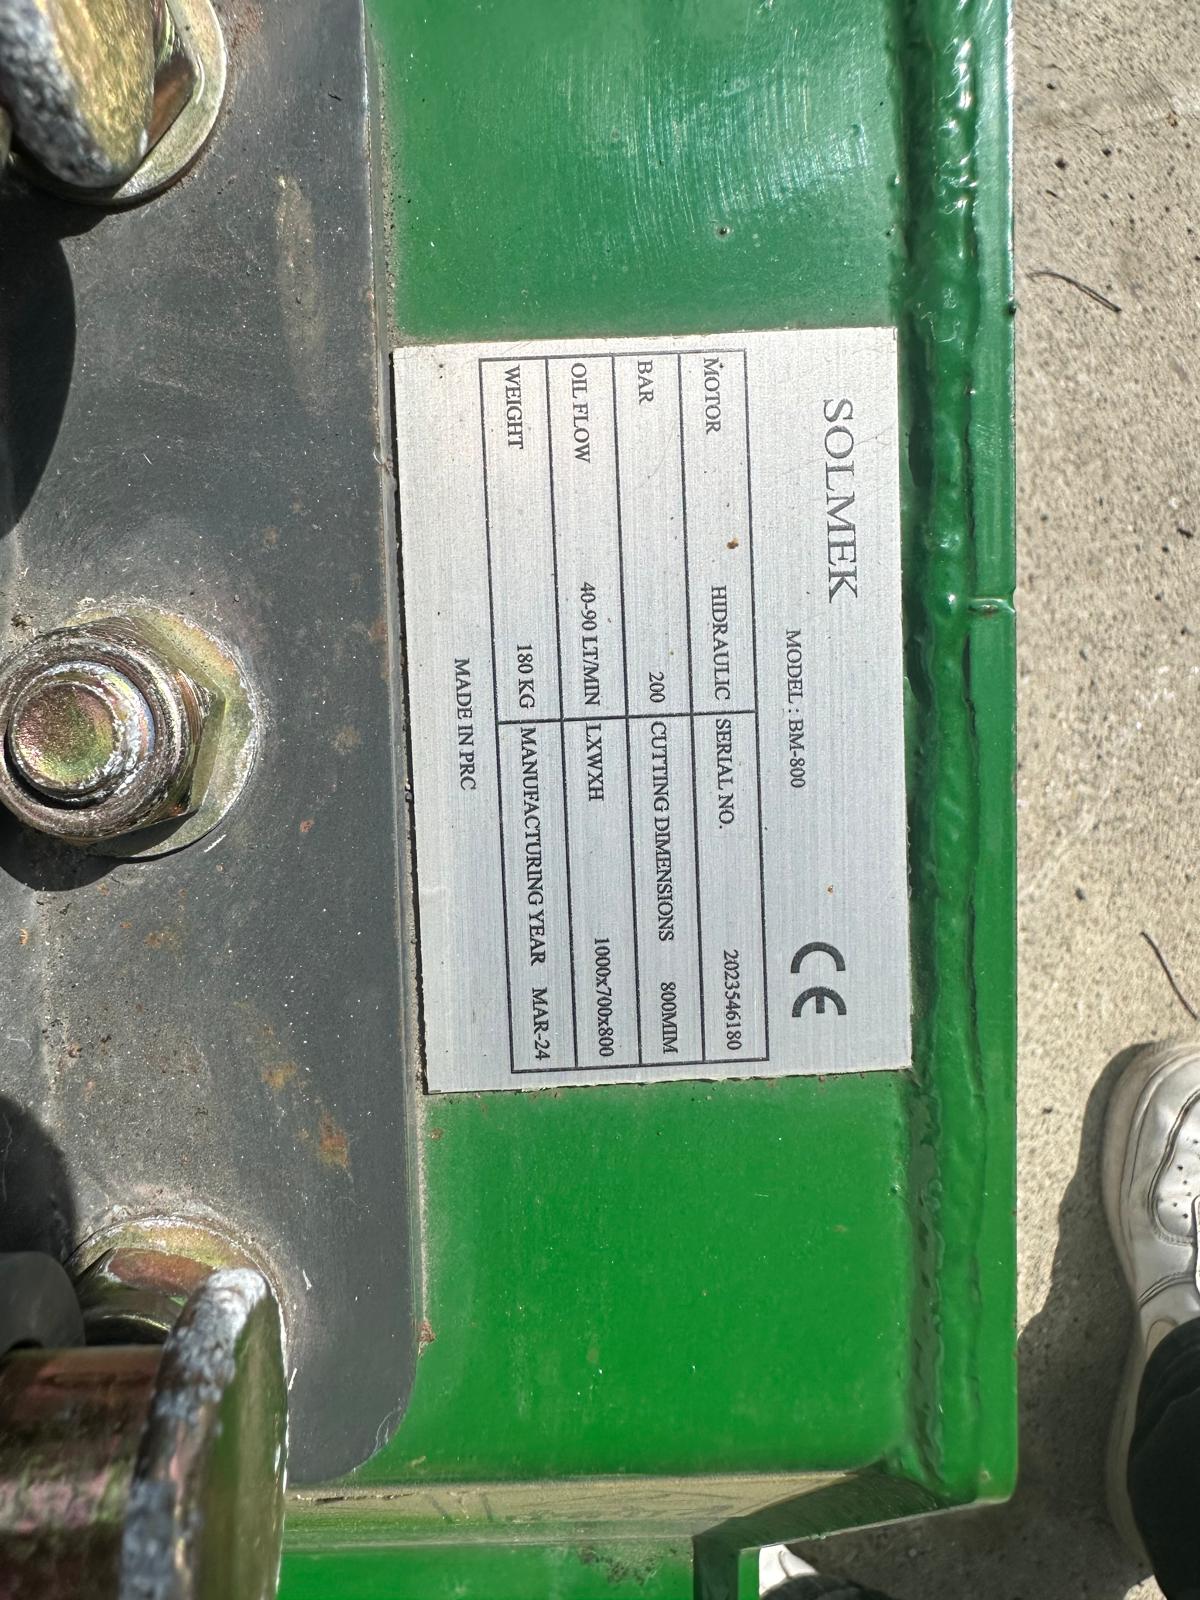 SOLMEK
CE
MODEL : BM-800
MOTOR HIDRAULIC SERIAL NO. 2023546180
BAR 200 CUTTING DIMENSIONS 800MIM
OIL FLOW 40-90 LT/MIN LXWXH 1000x700x800
WEIGHT 180 KG MANUFACTURING YEAR MAR-24
MADE IN PRC